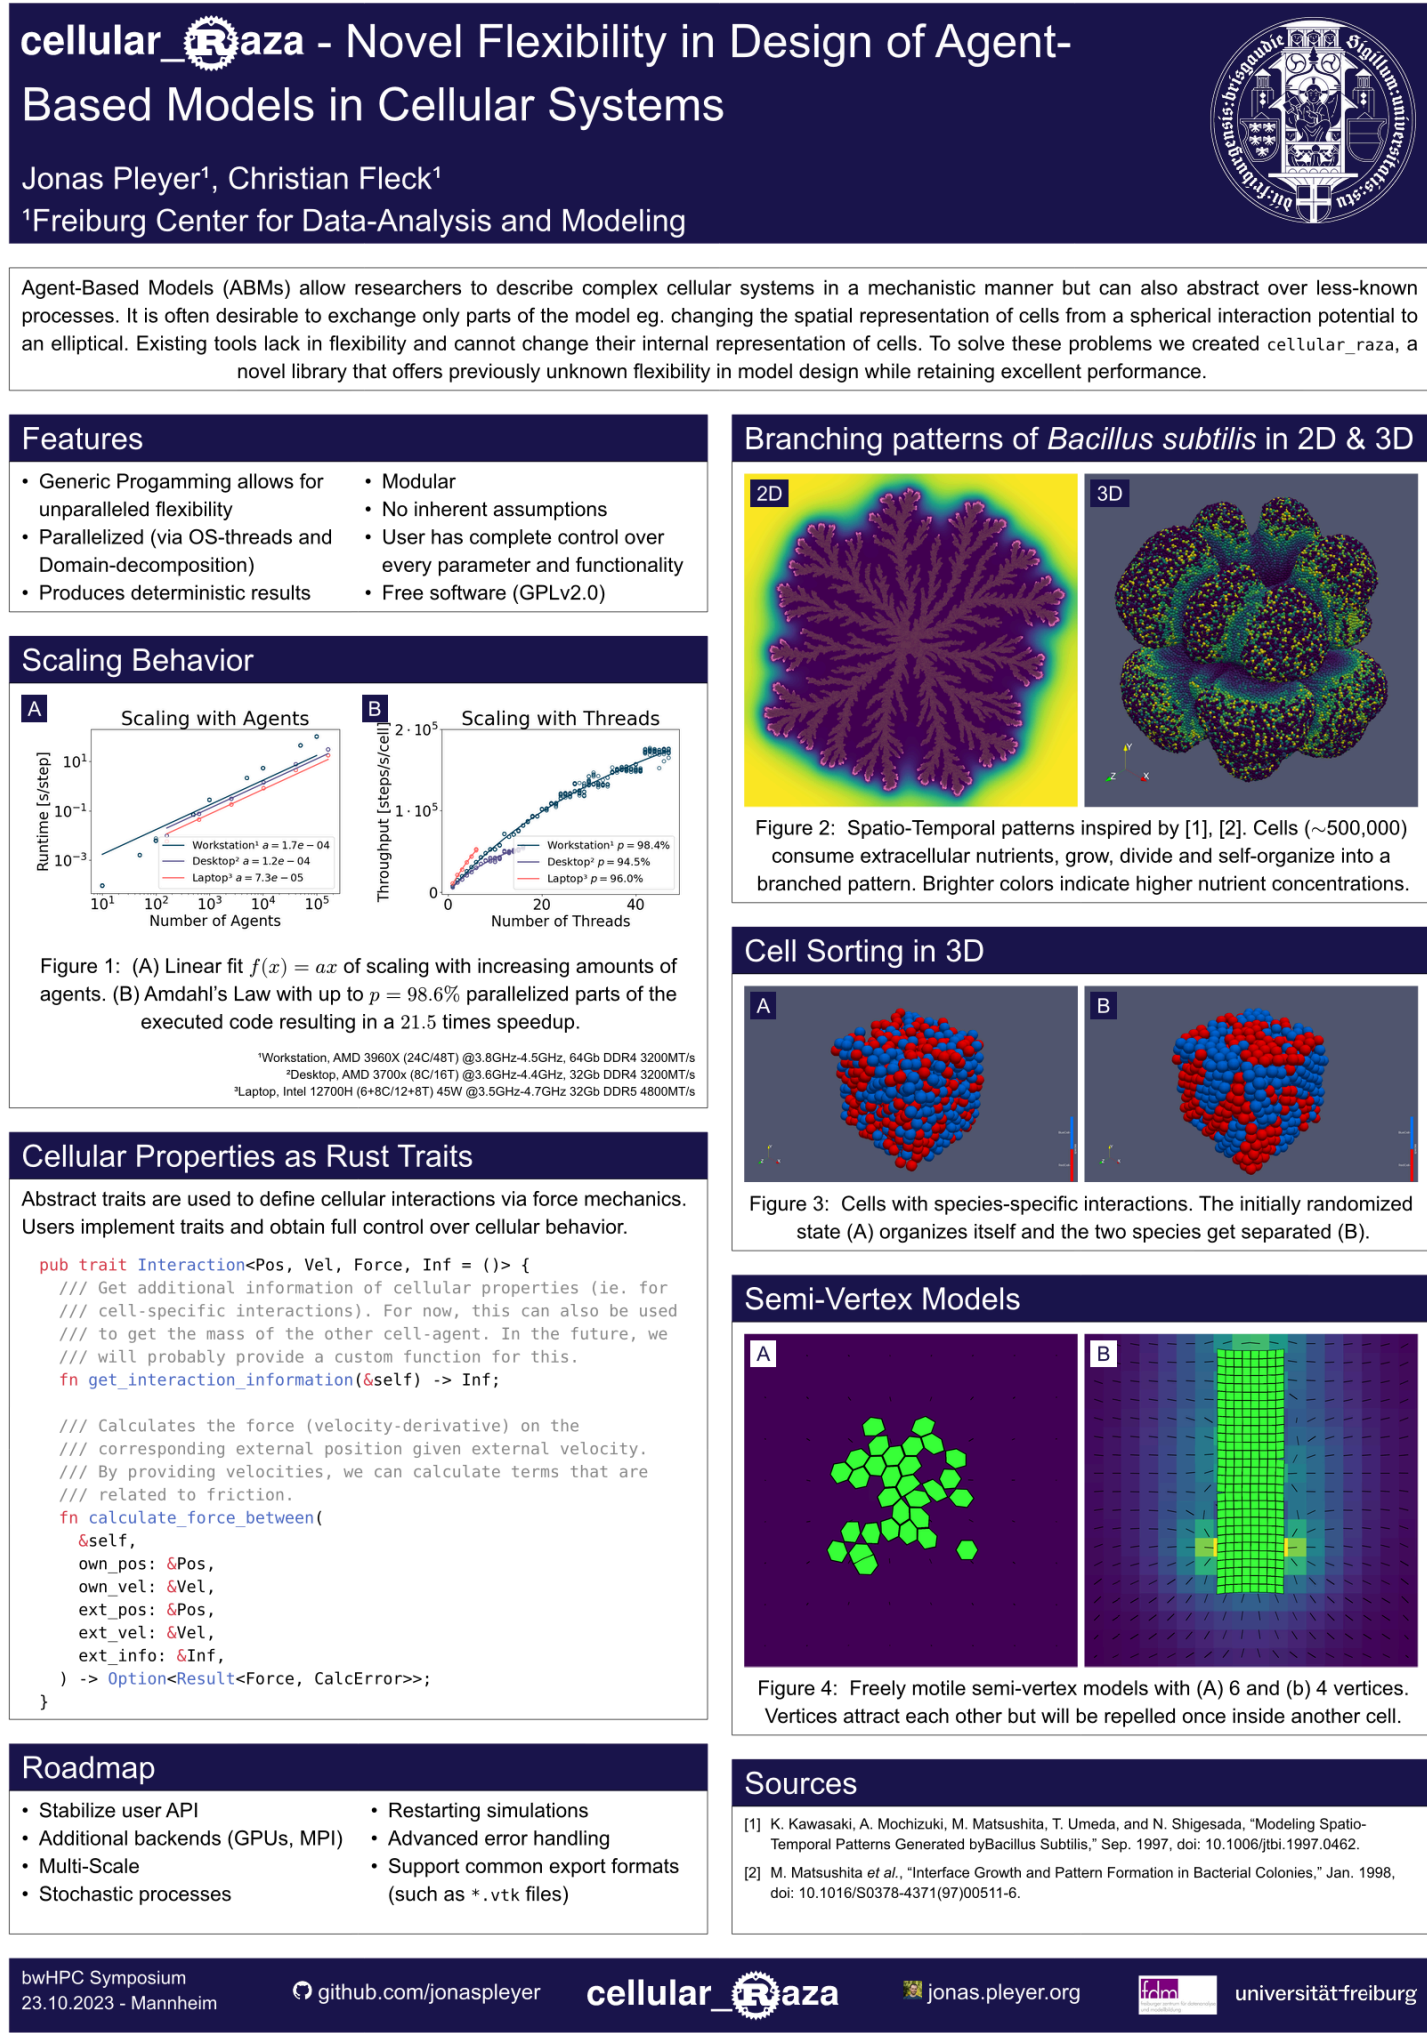 cellular_Raza - Novel Flexibility in Design of Agent-
Based Models in Cellular Systems
Jonas Pleyer¹, Christian Fleck¹
¹Freiburg Center for Data-Analysis and Modeling
Agent-Based Models (ABMs) allow researchers to describe complex cellular systems in a mechanistic manner but can also abstract over less-known
processes. It is often desirable to exchange only parts of the model eg. changing the spatial representation of cells from a spherical interaction potential to
an elliptical. Existing tools lack in flexibility and cannot change their internal representation of cells. To solve these problems we created cellular_raza, a
novel library that offers previously unknown flexibility in model design while retaining excellent performance.
Features
• Generic Progamming allows for
unparalleled flexibility
• Parallelized (via OS-threads and
Domain-decomposition)
• Produces deterministic results
• Modular
• No inherent assumptions
• User has complete control over
every parameter and functionality
• Free software (GPLv2.0)
Scaling Behavior
A
Scaling with Agents
Runtime [s/step]
10¹
10⁻¹
10⁻³
Workstation¹ a = 1.7e − 04
Desktop² a = 1.2e − 04
Laptop³ a = 7.3e − 05
10¹ 10² 10³ 10⁴ 10⁵
Number of Agents
B
Scaling with Threads
Throughput [steps/s/cell]
2 · 10⁵
1 · 10⁵
0
Workstation¹ p = 98.4%
Desktop² p = 94.5%
Laptop³ p = 96.0%
0 20 40
Number of Threads
Figure 1: (A) Linear fit f(x) = ax of scaling with increasing amounts of
agents. (B) Amdahl's Law with up to p = 98.6% parallelized parts of the
executed code resulting in a 21.5 times speedup.
¹Workstation, AMD 3960X (24C/48T) @3.8GHz-4.5GHz, 64Gb DDR4 3200MT/s
²Desktop, AMD 3700x (8C/16T) @3.6GHz-4.4GHz, 32Gb DDR4 3200MT/s
³Laptop, Intel 12700H (6+8C/12+8T) 45W @3.5GHz-4.7GHz 32Gb DDR5 4800MT/s
Cellular Properties as Rust Traits
Abstract traits are used to define cellular interactions via force mechanics.
Users implement traits and obtain full control over cellular behavior.
pub trait Interaction<Pos, Vel, Force, Inf = ()> {
/// Get additional information of cellular properties (ie. for
/// cell-specific interactions). For now, this can also be used
/// to get the mass of the other cell-agent. In the future, we
/// will probably provide a custom function for this.
fn get_interaction_information(&self) -> Inf;
/// Calculates the force (velocity-derivative) on the
/// corresponding external position given external velocity.
/// By providing velocities, we can calculate terms that are
/// related to friction.
fn calculate_force_between(
&self,
own_pos: &Pos,
own_vel: &Vel,
ext_pos: &Pos,
ext_vel: &Vel,
ext_info: &Inf,
) -> Option<Result<Force, CalcError>>;
}
Roadmap
• Stabilize user API
• Additional backends (GPUs, MPI)
• Multi-Scale
• Stochastic processes
• Restarting simulations
• Advanced error handling
• Support common export formats
(such as *.vtk files)
Branching patterns of Bacillus subtilis in 2D & 3D
2D
3D
Y
Z
X
Figure 2: Spatio-Temporal patterns inspired by [1], [2]. Cells (~500,000)
consume extracellular nutrients, grow, divide and self-organize into a
branched pattern. Brighter colors indicate higher nutrient concentrations.
Cell Sorting in 3D
A
B
Figure 3: Cells with species-specific interactions. The initially randomized
state (A) organizes itself and the two species get separated (B).
Semi-Vertex Models
A
B
Figure 4: Freely motile semi-vertex models with (A) 6 and (b) 4 vertices.
Vertices attract each other but will be repelled once inside another cell.
Sources
[1] K. Kawasaki, A. Mochizuki, M. Matsushita, T. Umeda, and N. Shigesada, “Modeling Spatio-
Temporal Patterns Generated byBacillus Subtilis,” Sep. 1997, doi: 10.1006/jtbi.1997.0462.
[2] M. Matsushita et al., “Interface Growth and Pattern Formation in Bacterial Colonies,” Jan. 1998,
doi: 10.1016/S0378-4371(97)00511-6.
bwHPC Symposium
23.10.2023 - Mannheim
github.com/jonaspleyer
cellular_Raza
jonas.pleyer.org
fdm
universitätfreiburg